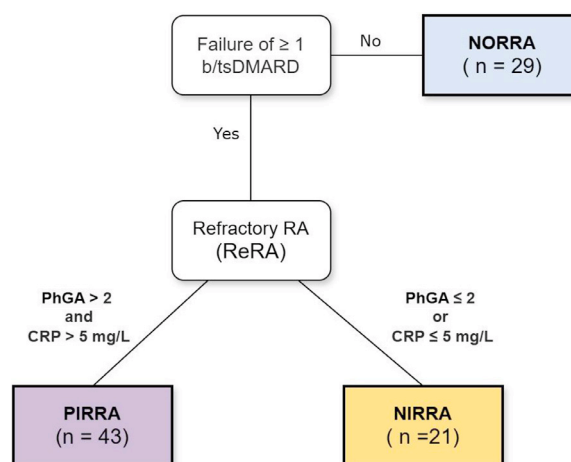 Failure of ≥ 1
b/tsDMARD
No
NORRA
( n = 29)
Yes
Refractory RA
(ReRA)
PhGA > 2
and
CRP > 5 mg/L
PhGA ≤ 2
or
CRP ≤ 5 mg/L
PIRRA
(n = 43)
NIRRA
( n =21)